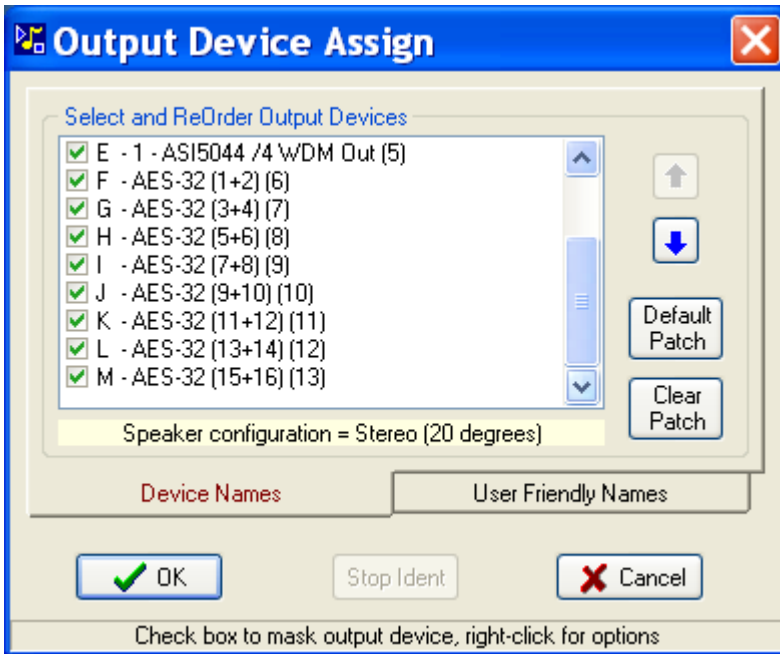 Output Device Assign
Select and ReOrder Output Devices
E - 1 - ASI5044 /4 WDM Out (5)
F - AES-32 (1+2) (6)
G - AES-32 (3+4) (7)
H - AES-32 (5+6) (8)
I - AES-32 (7+8) (9)
J - AES-32 (9+10) (10)
K - AES-32 (11+12) (11)
L - AES-32 (13+14) (12)
M - AES-32 (15+16) (13)
Default
Patch
Clear
Patch
Speaker configuration = Stereo (20 degrees)
Device Names
User Friendly Names
OK
Stop Ident
Cancel
Check box to mask output device, right-click for options